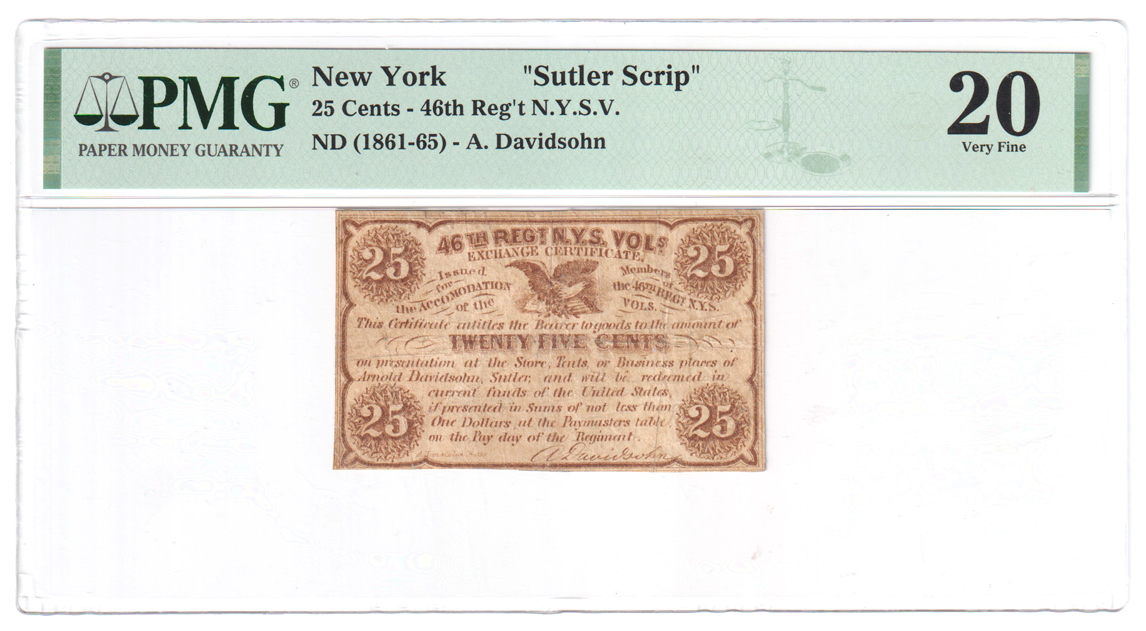 PMG®
PAPER MONEY GUARANTY
New York "Sutler Scrip"
25 Cents - 46th Reg't N.Y.S.V.
ND (1861-65) - A. Davidsohn
20
Very Fine
46TH REGT. N.Y.S. VOLS
EXCHANGE CERTIFICATE.
25
25
Issued
for
the ACCOMODATION
of the
Members
of
the 46TH REGT N.Y.S.
VOLS.
This Certificate entitles the Bearer to goods to the amount of
TWENTY FIVE CENTS
on presentation at the Store, Tents, or Business places of
Arnold Davidsohn, Sutler, and will be redeemed in
current funds of the United States,
if presented in Sums of not less than
One Dollars, at the Paymasters table
on the Pay day of the Regiment.
25
25
A. Davidsohn